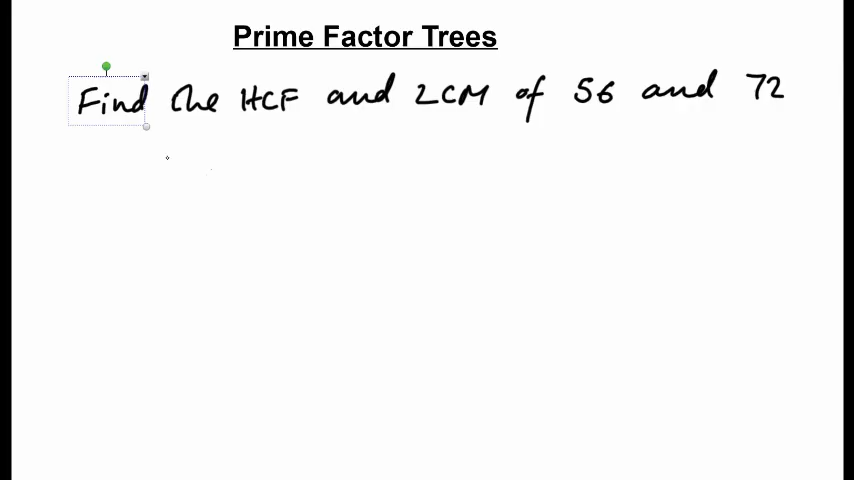 Prime Factor Trees
Find the HCF and LCM of 56 and 72